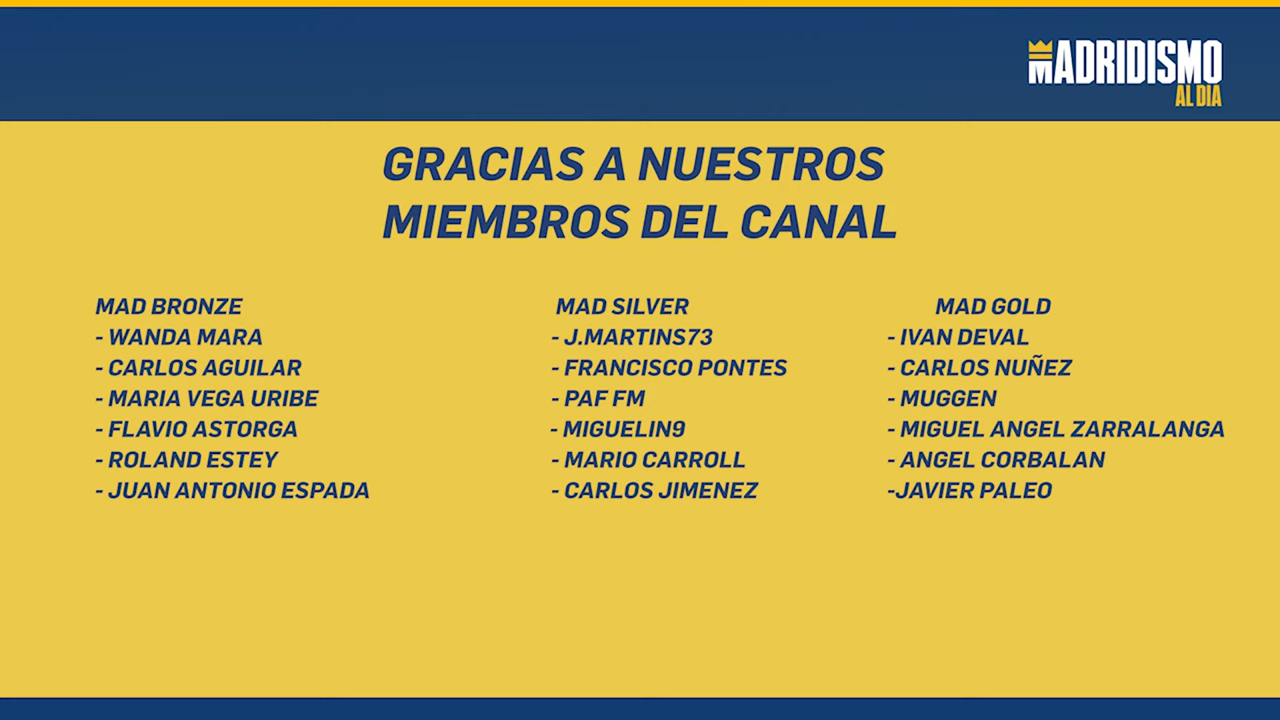 MADRIDISMO
AL DIA
GRACIAS A NUESTROS
MIEMBROS DEL CANAL
MAD BRONZE
- WANDA MARA
- CARLOS AGUILAR
- MARIA VEGA URIBE
- FLAVIO ASTORGA
- ROLAND ESTEY
- JUAN ANTONIO ESPADA
MAD SILVER
- J.MARTINS73
- FRANCISCO PONTES
- PAF FM
- MIGUELIN9
- MARIO CARROLL
- CARLOS JIMENEZ
MAD GOLD
- IVAN DEVAL
- CARLOS NUÑEZ
- MUGGEN
- MIGUEL ANGEL ZARRALANGA
- ANGEL CORBALAN
-JAVIER PALEO